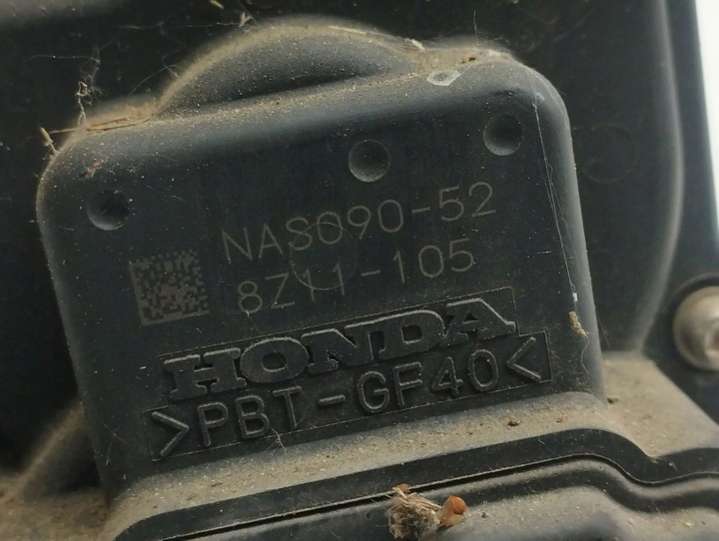 NAS090-52
8Z11-105
HONDA
>PBT-GF40<